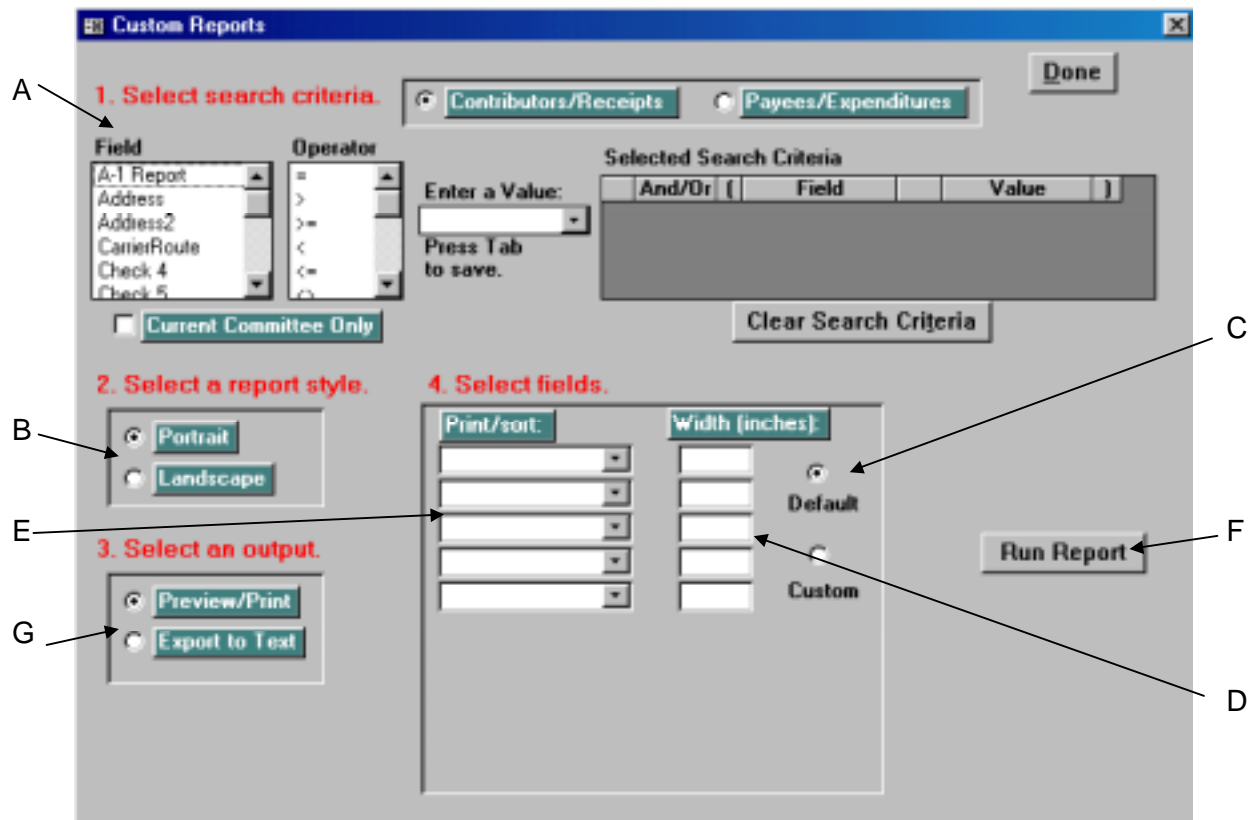 Custom Reports
Done
A
1. Select search criteria.
Contributors/Receipts
Payees/Expenditures
Field
Operator
A-1 Report
Address
Address2
CarrierRoute
Check 4
Check 5
=
>
>=
<
<=
<>
Enter a Value:
Press Tab
to save.
Selected Search Criteria
And/Or ( Field Value )
Current Committee Only
Clear Search Criteria
C
2. Select a report style.
B
Portrait
Landscape
4. Select fields.
Print/sort:
Width (inches):
Default
Custom
E
3. Select an output.
Run Report
F
Preview/Print
Export to Text
G
D